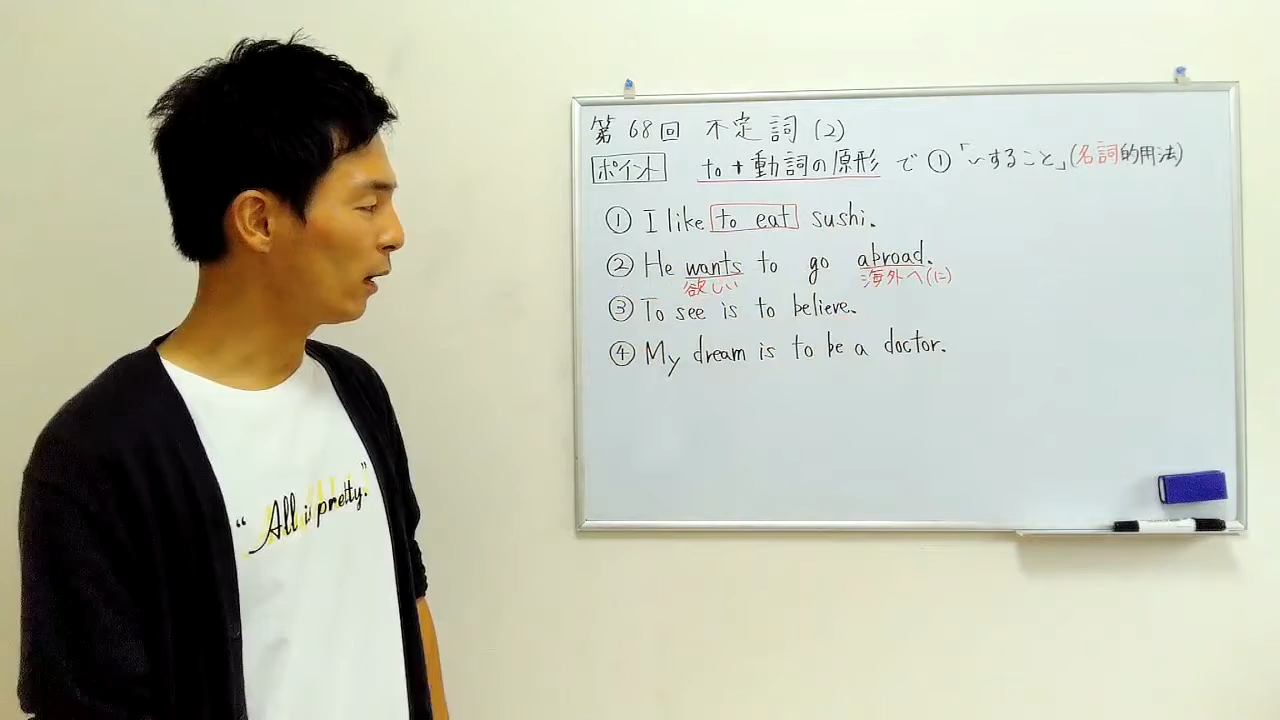 第68回 不定詞(2)
ポイント to+動詞の原形で①「〜すること」(名詞的用法)
① I like to eat sushi.
② He wants to go abroad.
欲しい 海外へ(に)
③ To see is to believe.
④ My dream is to be a doctor.
"All is pretty."